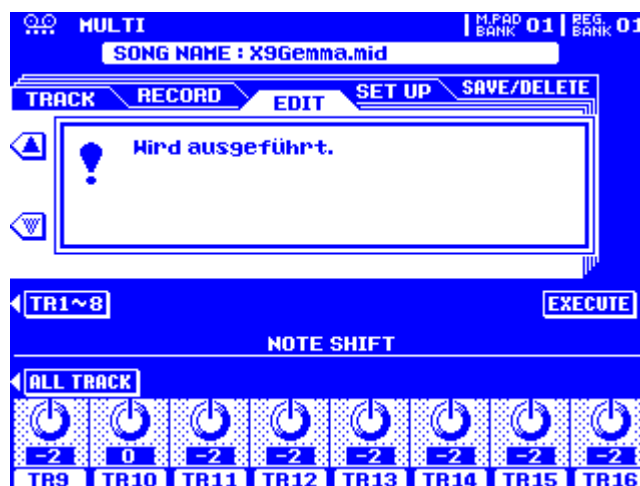 MULTI M.PAD BANK 01 REG. BANK 01
SONG NAME : X9Gemma.mid
TRACK RECORD EDIT SET UP SAVE/DELETE
! Wird ausgeführt.
TR1~8 EXECUTE
NOTE SHIFT
ALL TRACK
-2 0 -2 -2 -2 -2 -2 -2
TR9 TR10 TR11 TR12 TR13 TR14 TR15 TR16